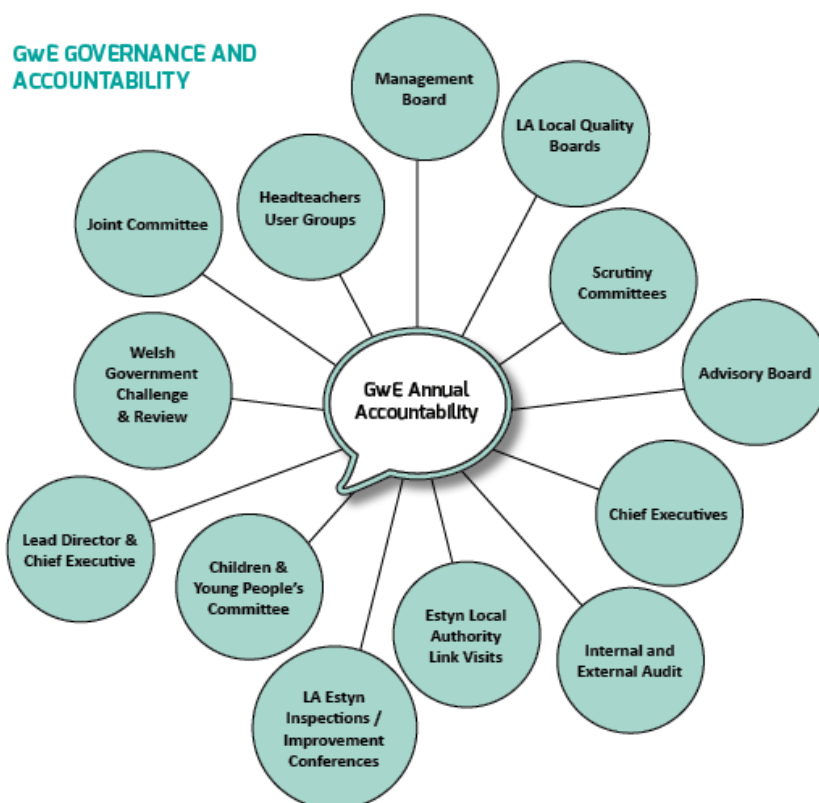 GwE GOVERNANCE AND
ACCOUNTABILITY
Management
Board
LA Local Quality
Boards
Headteachers
User Groups
Joint Committee
Scrutiny
Committees
Welsh
Government
Challenge
& Review
GwE Annual
Accountability
Advisory Board
Chief Executives
Lead Director &
Chief Executive
Children &
Young People's
Committee
Estyn Local
Authority
Link Visits
Internal and
External Audit
LA Estyn
Inspections /
Improvement
Conferences